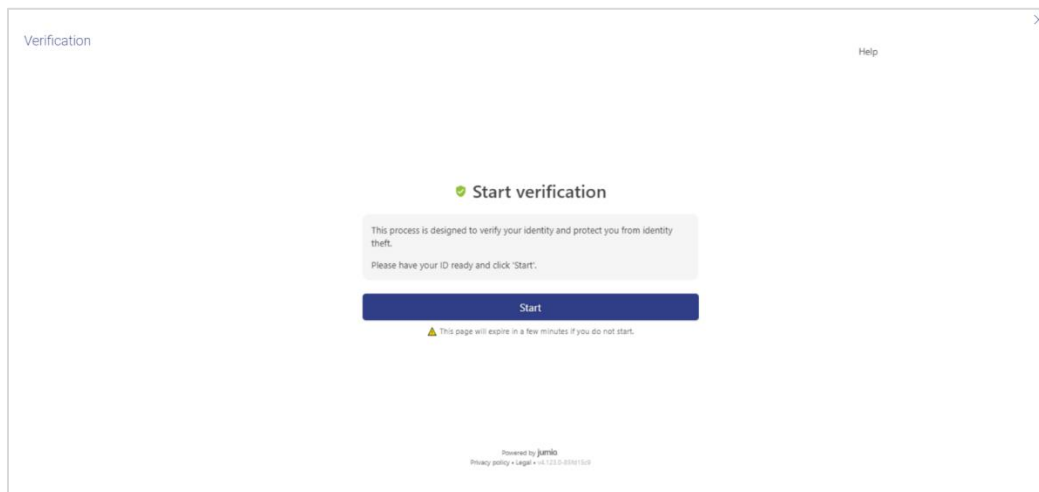 Verification
Help
Start verification
This process is designed to verify your identity and protect you from identity
theft.
Please have your ID ready and click 'Start'.
Start
This page will expire in a few minutes if you do not start.
Powered by jumio
Privacy policy • Legal •